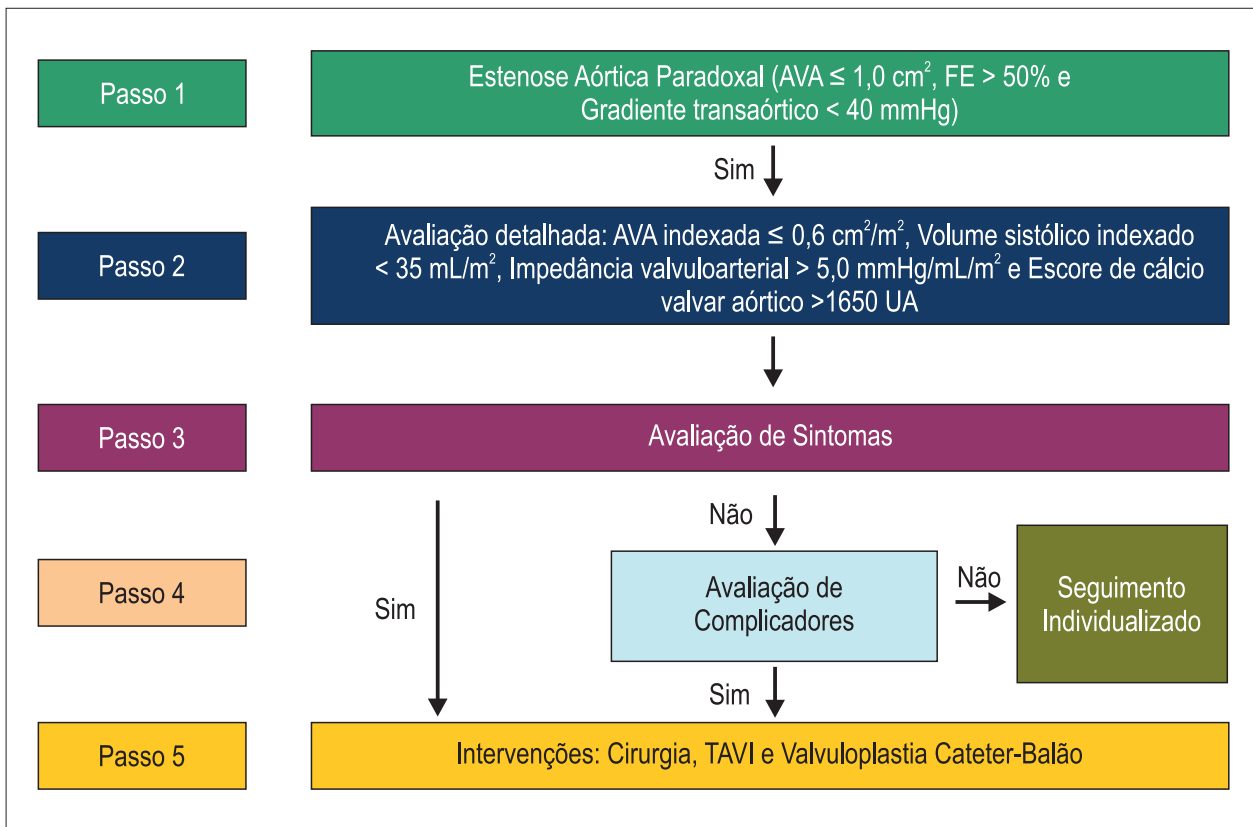 Passo 1
Estenose Aórtica Paradoxal (AVA ≤ 1,0 cm², FE > 50% e
Gradiente transaórtico < 40 mmHg)
Sim
Passo 2
Avaliação detalhada: AVA indexada ≤ 0,6 cm²/m², Volume sistólico indexado
< 35 mL/m², Impedância valvuloarterial > 5,0 mmHg/mL/m² e Escore de cálcio
valvar aórtico >1650 UA
Passo 3
Avaliação de Sintomas
Não
Passo 4
Sim
Avaliação de
Complicadores
Não
Seguimento
Individualizado
Sim
Passo 5
Intervenções: Cirurgia, TAVI e Valvuloplastia Cateter-Balão